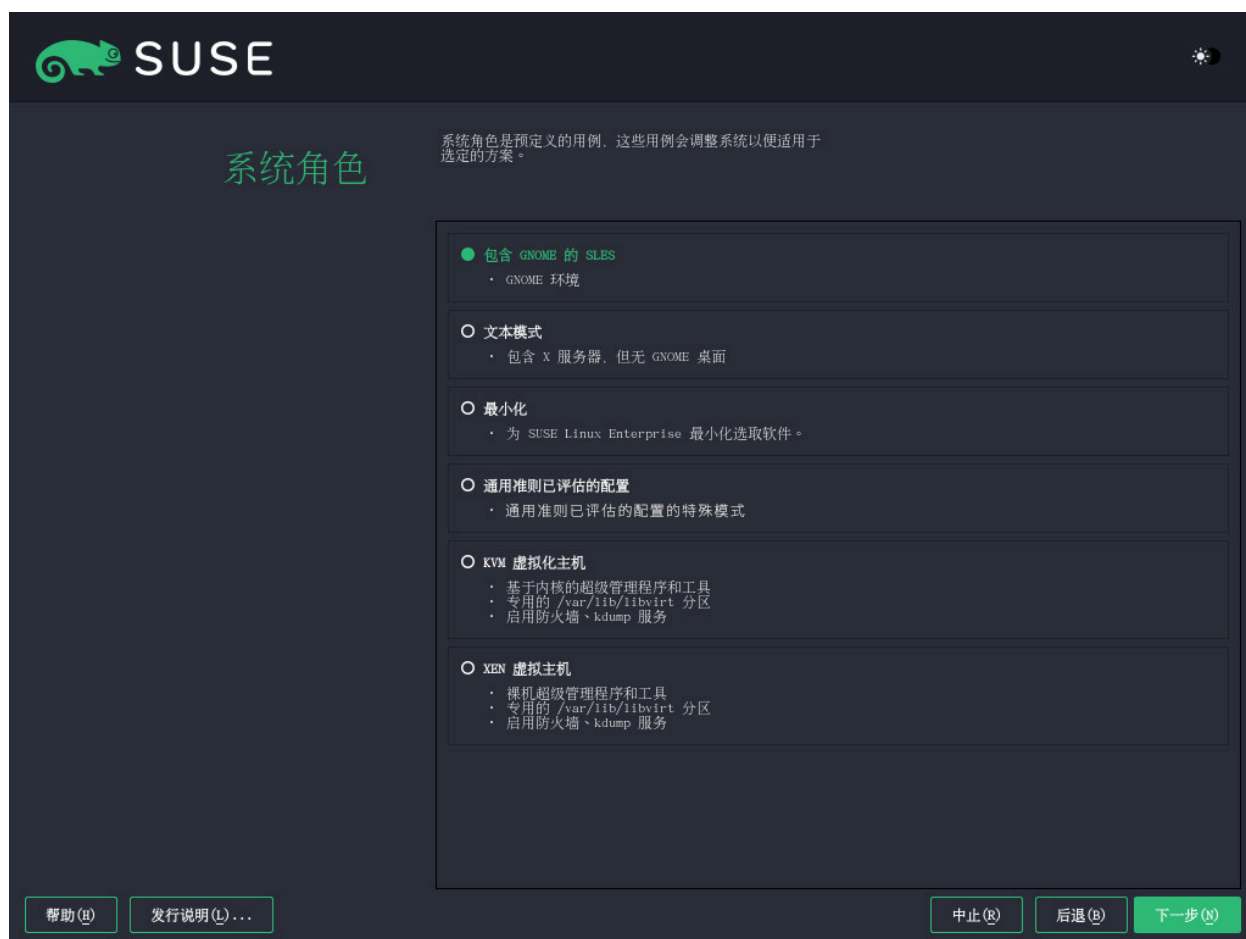 SUSE
系统角色
系统角色是预定义的用例，这些用例会调整系统以便适用于
选定的方案。
包含 GNOME 的 SLES
· GNOME 环境
文本模式
· 包含 X 服务器，但无 GNOME 桌面
最小化
· 为 SUSE Linux Enterprise 最小化选取软件。
通用准则已评估的配置
· 通用准则已评估的配置的特殊模式
KVM 虚拟化主机
· 基于内核的超级管理程序和工具
· 专用的 /var/lib/libvirt 分区
· 启用防火墙、kdump 服务
XEN 虚拟主机
· 裸机超级管理程序和工具
· 专用的 /var/lib/libvirt 分区
· 启用防火墙、kdump 服务
帮助(H) 发行说明(L)... 中止(R) 后退(B) 下一步(N)